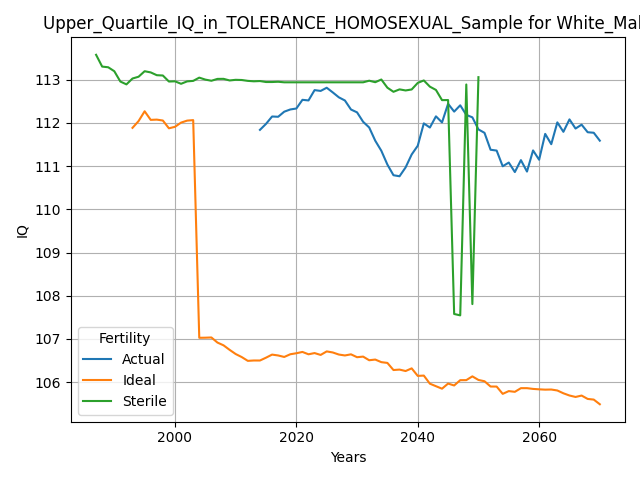 Upper_Quartile_IQ_in_TOLERANCE_HOMOSEXUAL_Sample for White_Mal
113
112
111
110
109
108
107
106
IQ
Fertility
Actual
Ideal
Sterile
2000
2020
2040
2060
Years